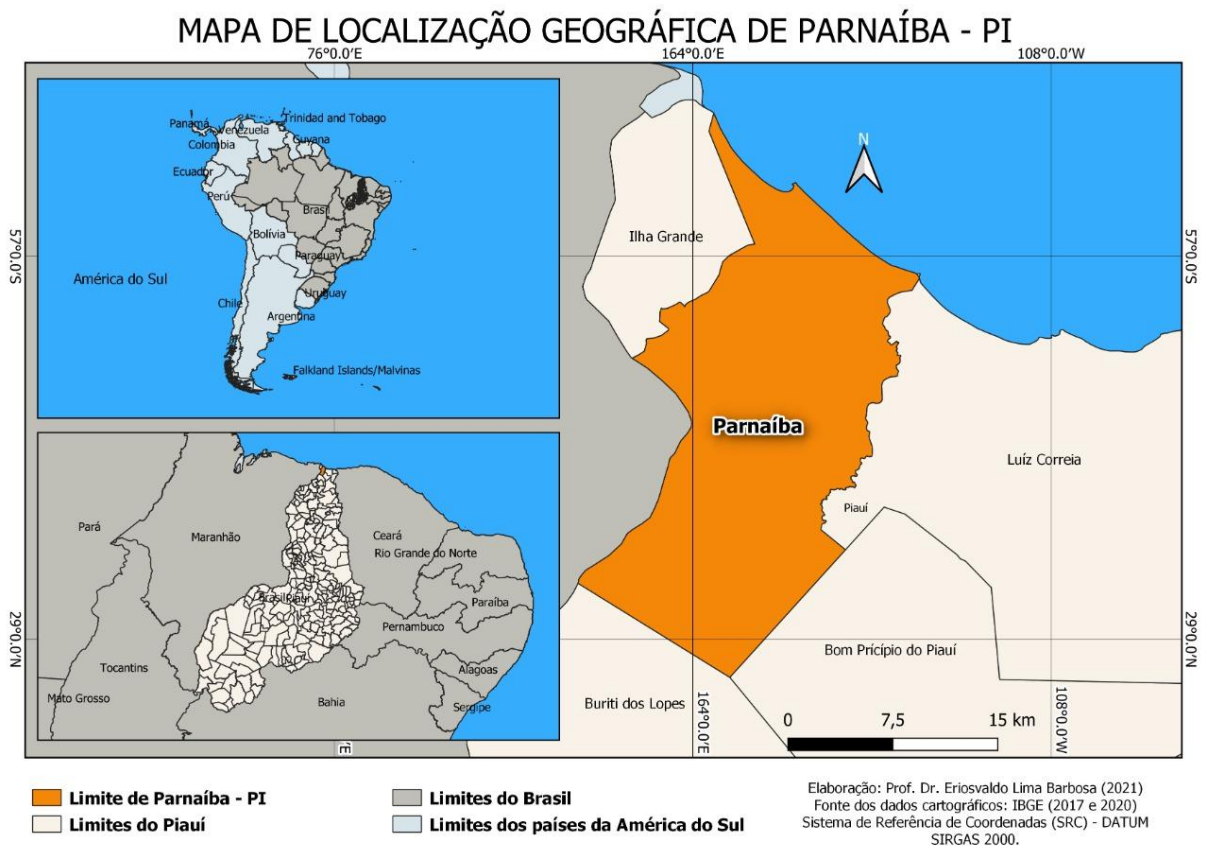 MAPA DE LOCALIZAÇÃO GEOGRÁFICA DE PARNAÍBA - PI
76°0.0′E
164°0.0′E
108°0.0′W
Panamá
Trinidad and Tobago
Venezuela
Colombia
Guyana
Ecuador
Perú
Brasil
Bolívia
Paraguay
América do Sul
Chile
Uruguay
Argentina
Falkland Islands/Malvinas
57°0.0′S
57°0.0′S
N
Ilha Grande
Parnaíba
Luíz Correia
Piauí
Bom Pricípio do Piauí
Buriti dos Lopes
Pará
Maranhão
Ceará
Rio Grande do Norte
Brasil
Piauí
Paraíba
Pernambuco
Tocantins
Alagoas
Mato Grosso
Bahia
Sergipe
29°0.0′N
29°0.0′N
0 7,5 15 km
E
164°0.0′E
108°0.0′W
Limite de Parnaíba - PI
Limites do Piauí
Limites do Brasil
Limites dos países da América do Sul
Elaboração: Prof. Dr. Eriosvaldo Lima Barbosa (2021)
Fonte dos dados cartográficos: IBGE (2017 e 2020)
Sistema de Referência de Coordenadas (SRC) - DATUM
SIRGAS 2000.